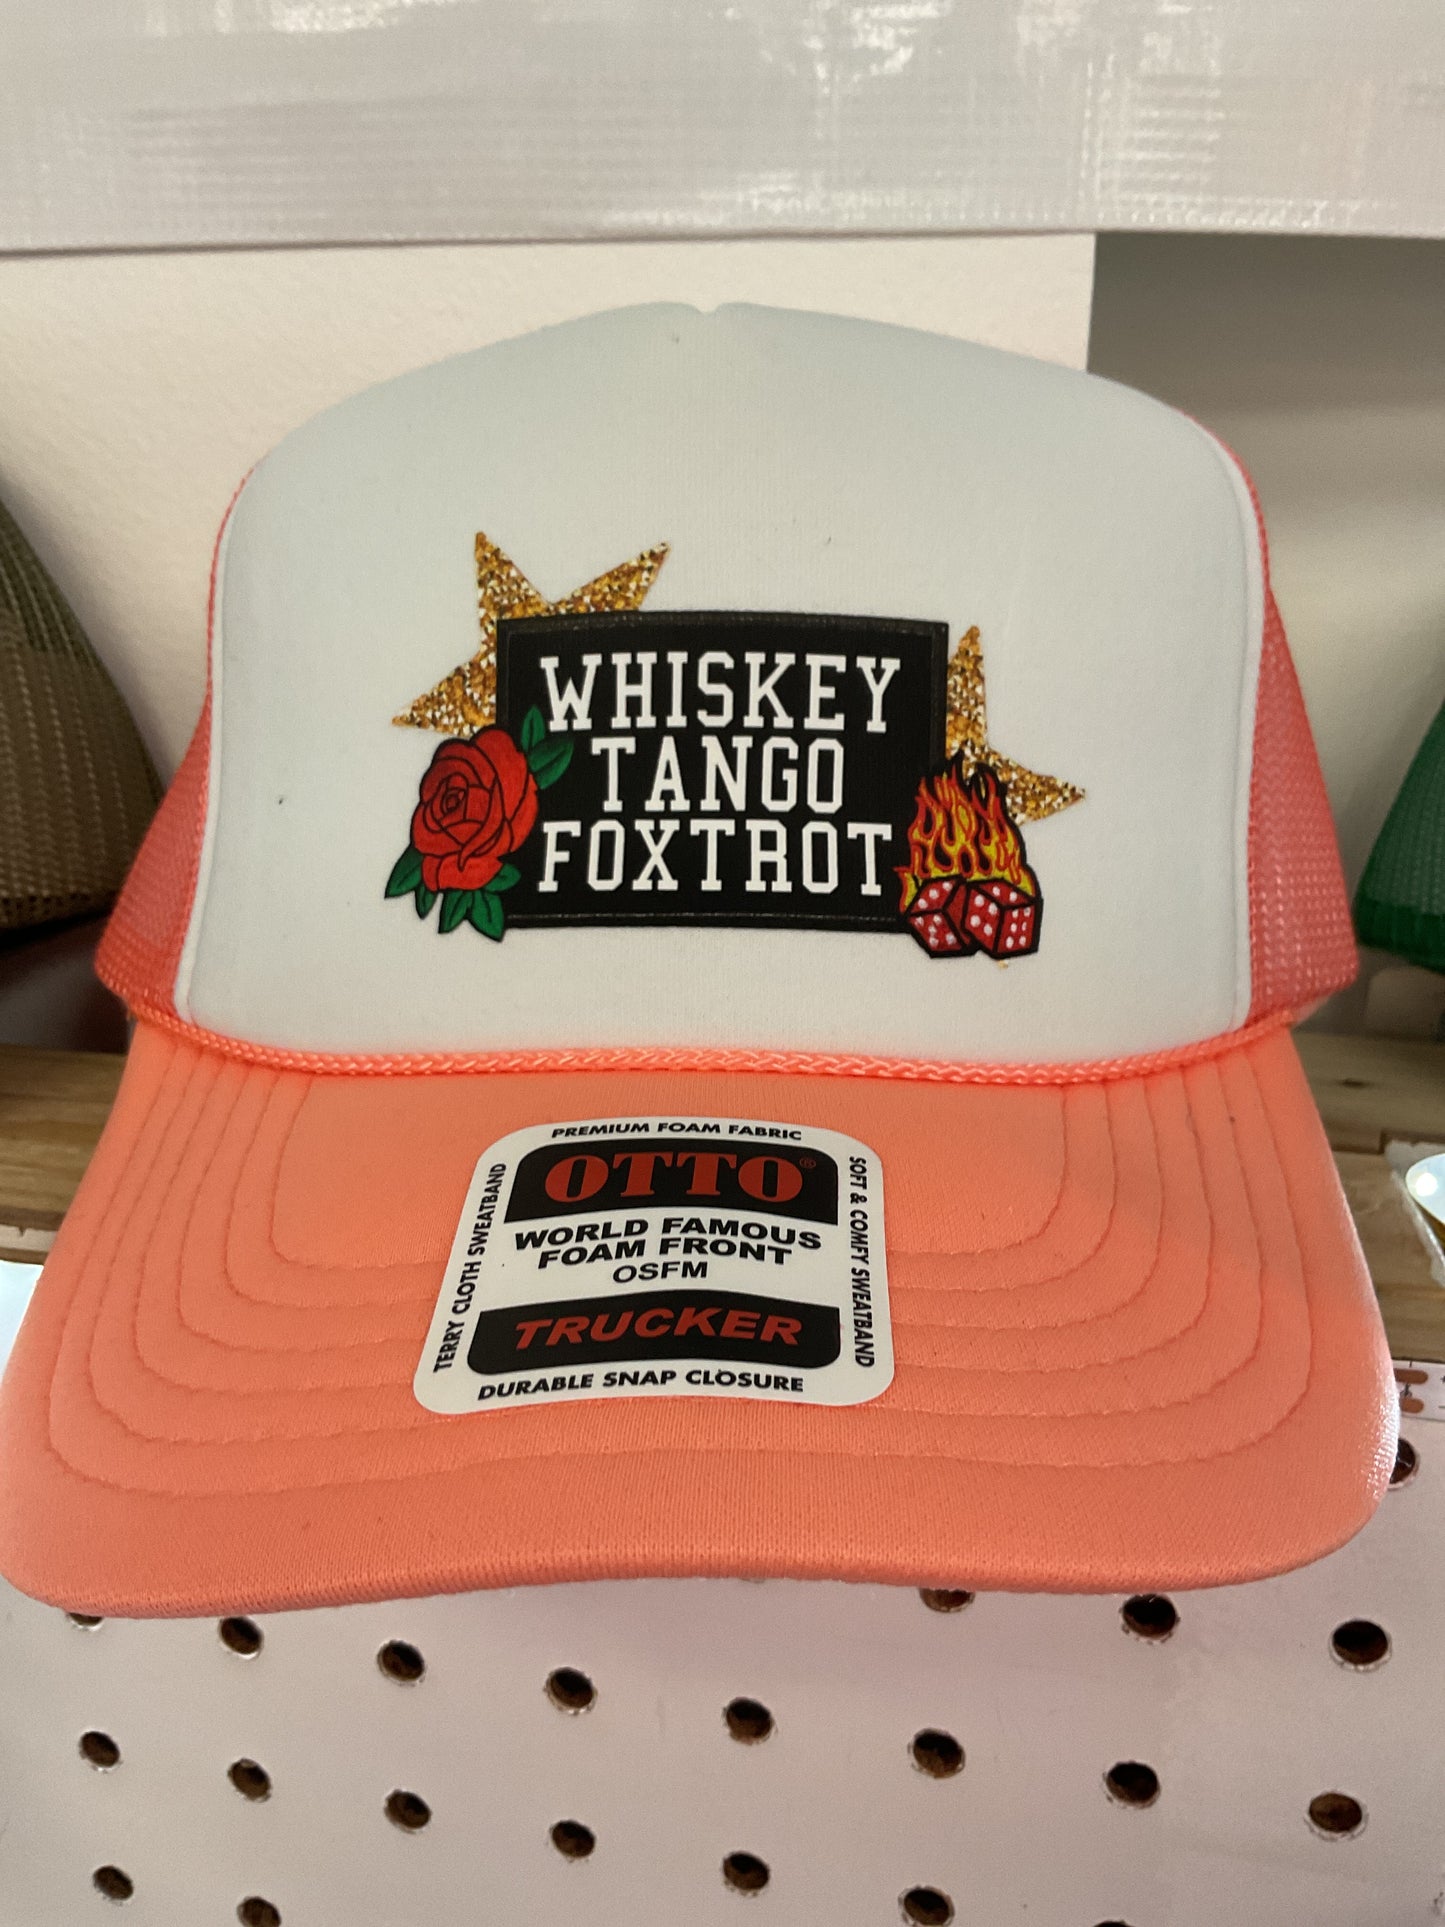 WHISKEY
TANGO
FOXTROT
PREMIUM FOAM FABRIC
OTTO®
WORLD FAMOUS
FOAM FRONT
OSFM
TRUCKER
DURABLE SNAP CLOSURE
TERRY CLOTH SWEATBAND
SOFT & COMFY SWEATBAND